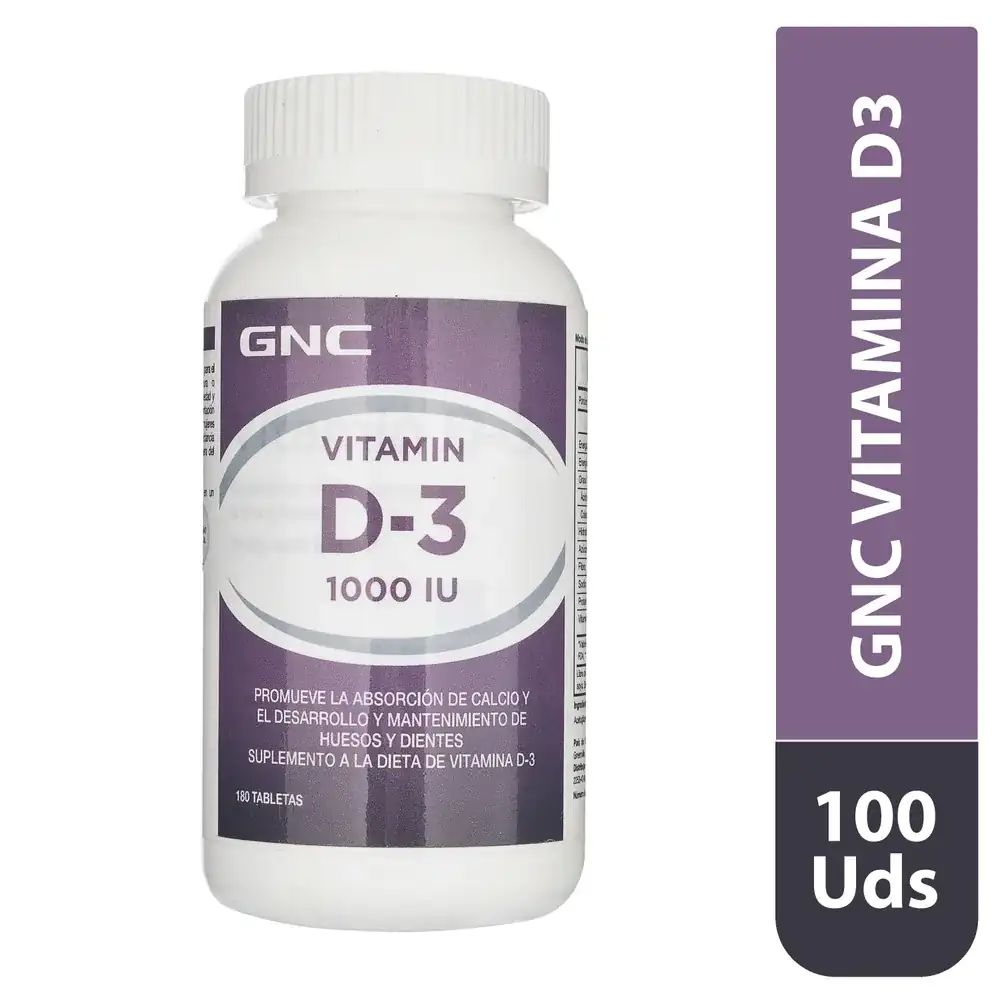 GNC
VITAMIN
D-3
1000 IU
PROMUEVE LA ABSORCIÓN DE CALCIO Y
EL DESARROLLO Y MANTENIMIENTO DE
HUESOS Y DIENTES
SUPLEMENTO A LA DIETA DE VITAMINA D-3
180 TABLETAS
GNC VITAMINA D3
100
Uds